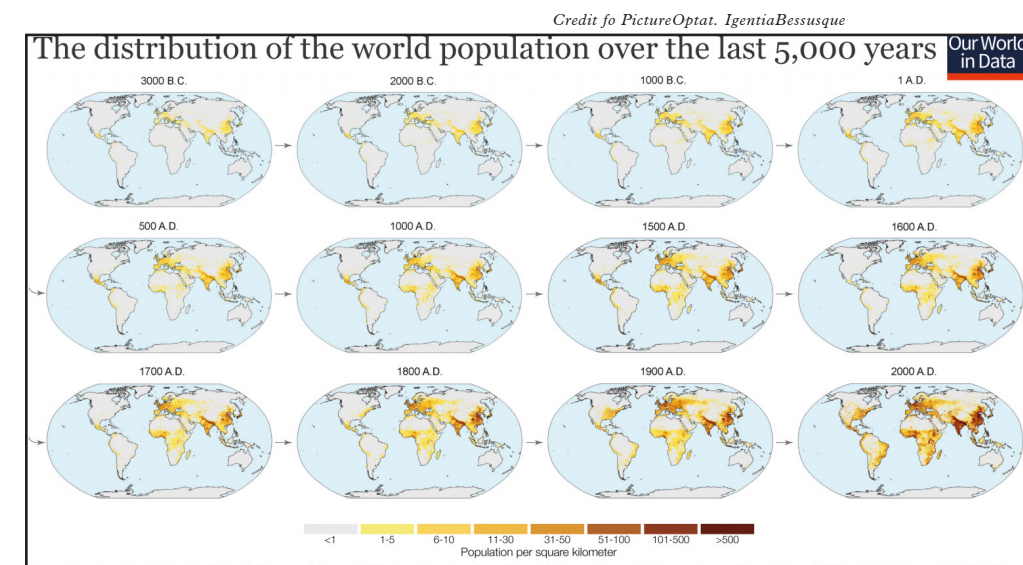 Credit fo PictureOptat. IgentiaBessusque
The distribution of the world population over the last 5,000 years
Our World
in Data
3000 B.C.
2000 B.C.
1000 B.C.
1 A.D.
500 A.D.
1000 A.D.
1500 A.D.
1600 A.D.
1700 A.D.
1800 A.D.
1900 A.D.
2000 A.D.
<1 1-5 6-10 11-30 31-50 51-100 101-500 >500
Population per square kilometer